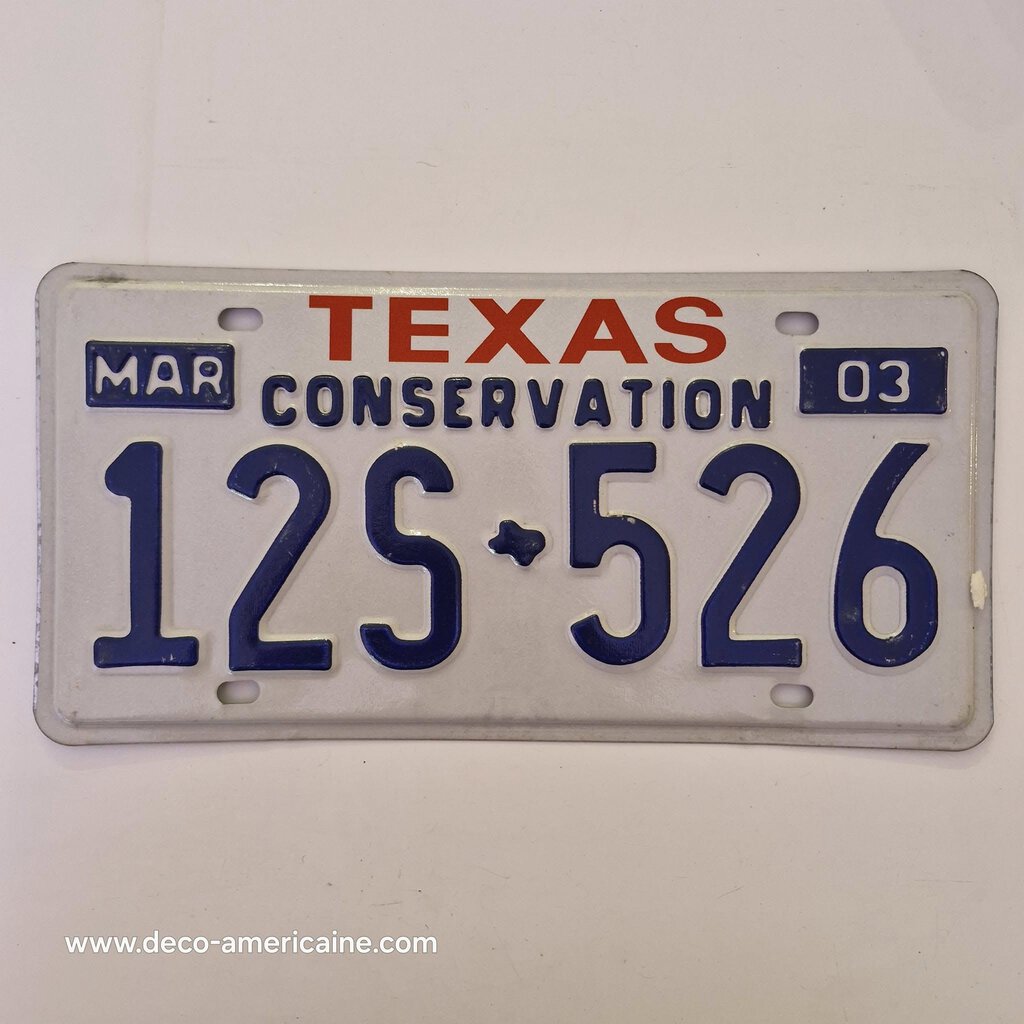 TEXAS
MAR CONSERVATION 03
12S 526
www.deco-americaine.com